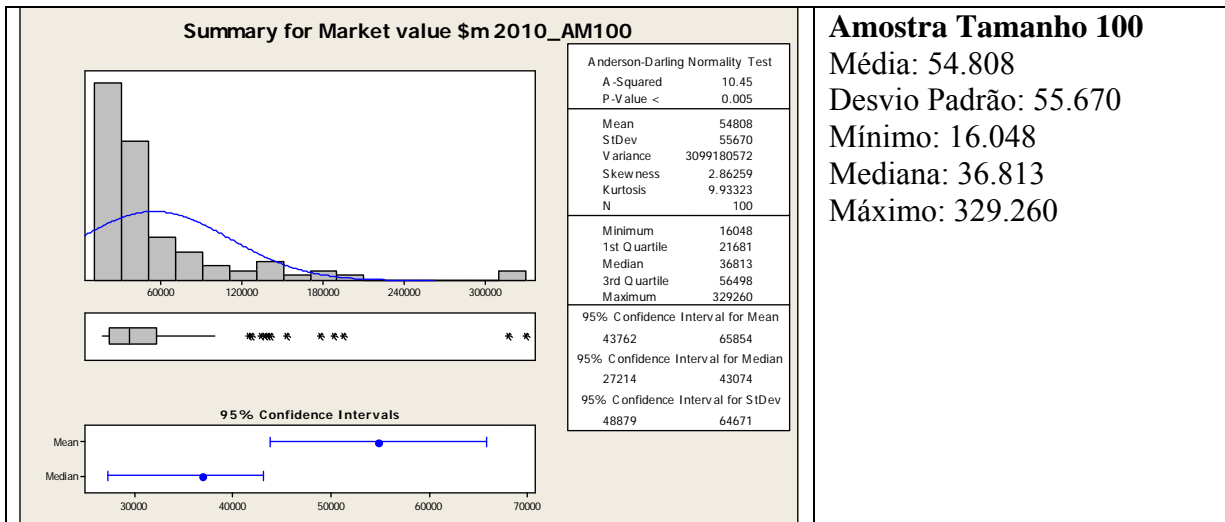 Summary for Market value $m 2010_AM100
60000 120000 180000 240000 300000
95% Confidence Intervals
Mean
Median
30000 40000 50000 60000 70000
Anderson-Darling Normality Test
A-Squared 10.45
P-Value < 0.005
Mean 54808
StDev 55670
Variance 3099180572
Skewness 2.86259
Kurtosis 9.93323
N 100
Minimum 16048
1st Quartile 21681
Median 36813
3rd Quartile 56498
Maximum 329260
95% Confidence Interval for Mean
43762 65854
95% Confidence Interval for Median
27214 43074
95% Confidence Interval for StDev
48879 64671
Amostra Tamanho 100
Média: 54.808
Desvio Padrão: 55.670
Mínimo: 16.048
Mediana: 36.813
Máximo: 329.260